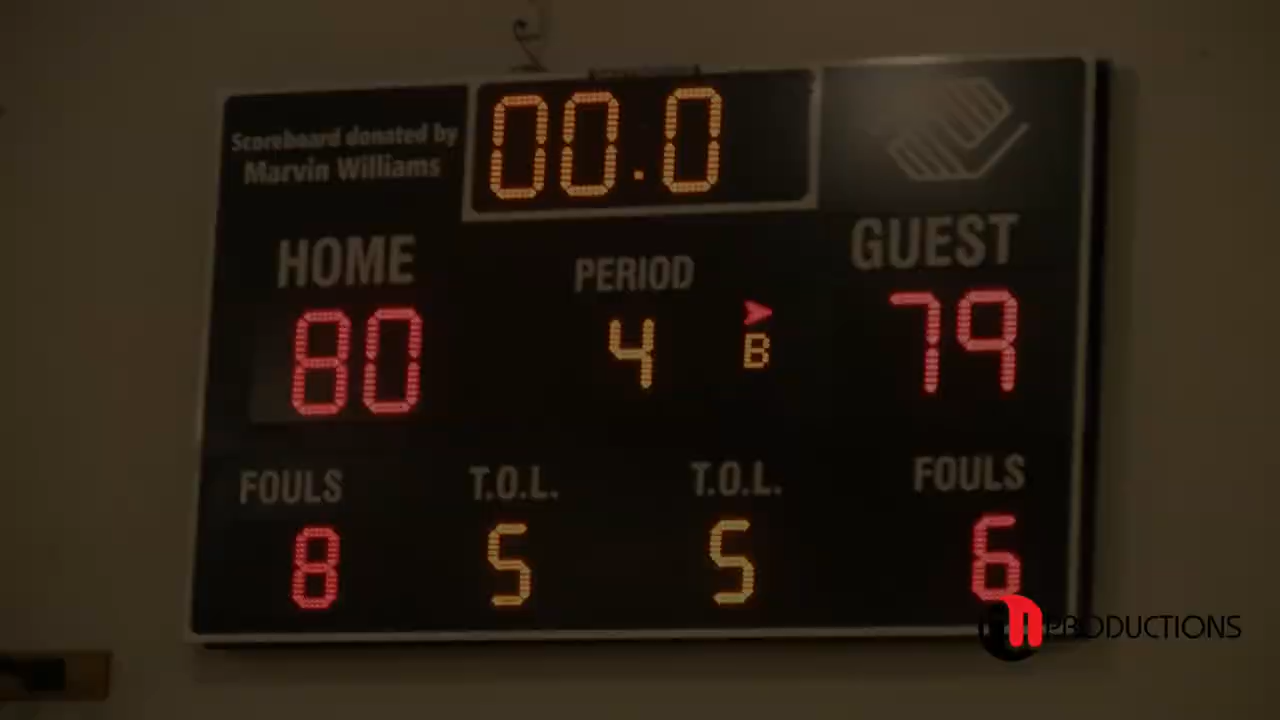 Scoreboard donated by
Marvin Williams
00.0
HOME
PERIOD
GUEST
80
4
B
79
FOULS
T.O.L.
T.O.L.
FOULS
8
5
5
6
PRODUCTIONS